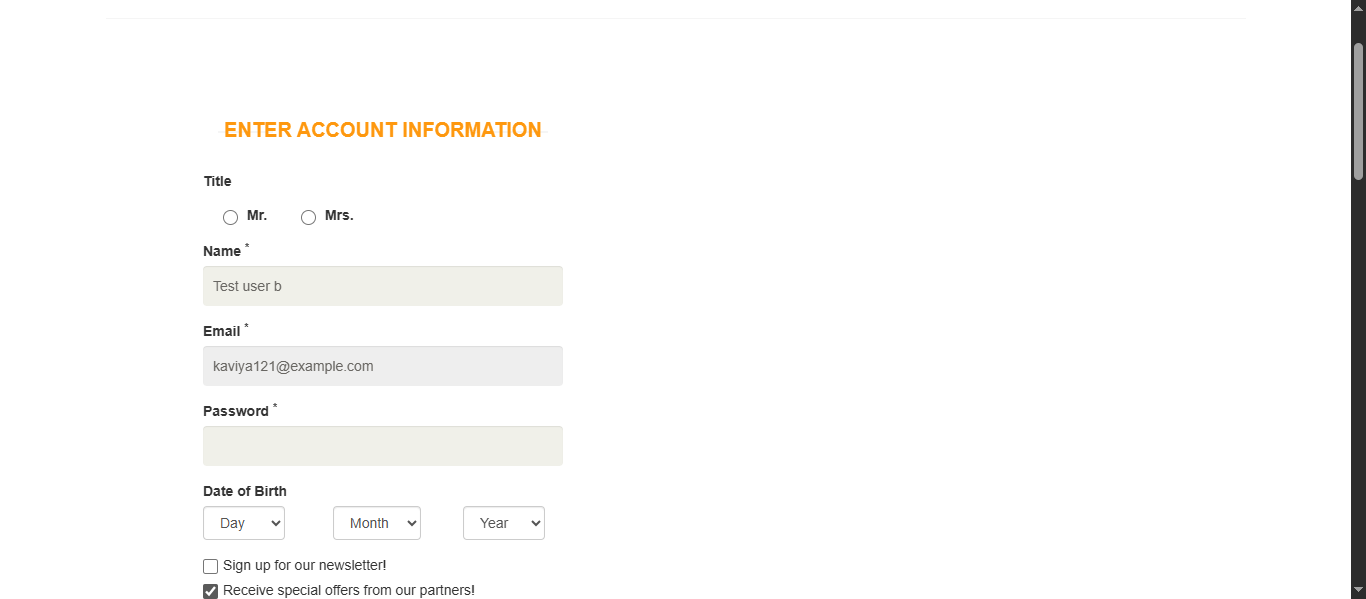 ENTER ACCOUNT INFORMATION
Title
Mr. Mrs.
Name *
Test user b
Email *
kaviya121@example.com
Password *
Date of Birth
Day Month Year
Sign up for our newsletter!
Receive special offers from our partners!